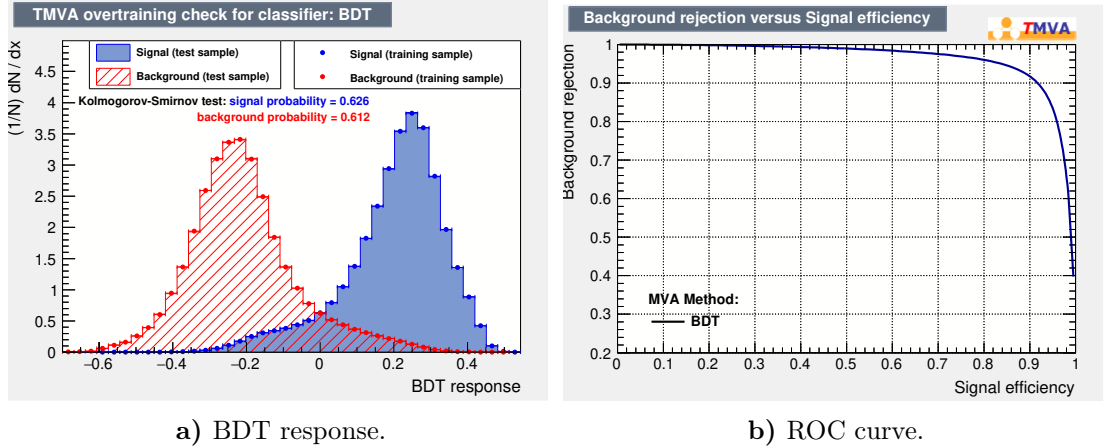 TMVA overtraining check for classifier: BDT
(1/N) dN / dx
Signal (test sample)
Background (test sample)
Signal (training sample)
Background (training sample)
Kolmogorov-Smirnov test: signal probability = 0.626
background probability = 0.612
4.5
4
3.5
3
2.5
2
1.5
1
0.5
0
−0.6 −0.4 −0.2 0 0.2 0.4
BDT response
a) BDT response.
Background rejection versus Signal efficiency
TMVA
Background rejection
1
0.9
0.8
0.7
0.6
0.5
0.4
0.3
0.2
MVA Method:
BDT
0 0.1 0.2 0.3 0.4 0.5 0.6 0.7 0.8 0.9 1
Signal efficiency
b) ROC curve.